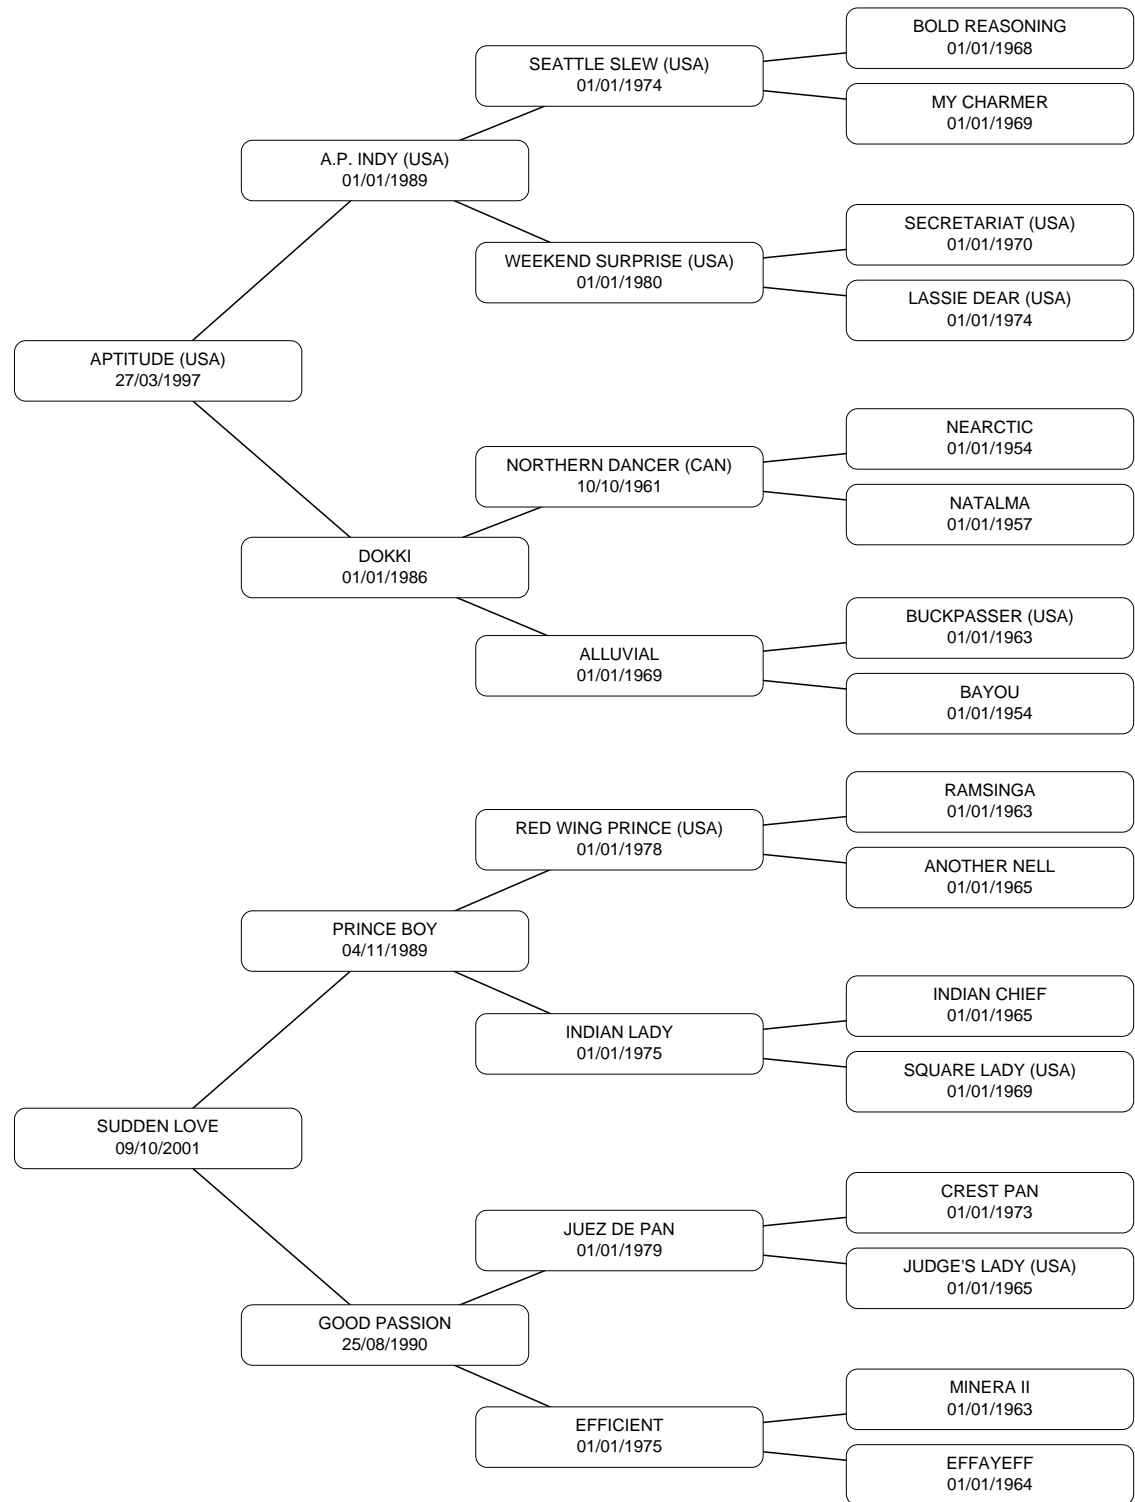 BOLD REASONING
01/01/1968
SEATTLE SLEW (USA)
01/01/1974
MY CHARMER
01/01/1969
A.P. INDY (USA)
01/01/1989
SECRETARIAT (USA)
01/01/1970
WEEKEND SURPRISE (USA)
01/01/1980
LASSIE DEAR (USA)
01/01/1974
APTITUDE (USA)
27/03/1997
NEARCTIC
01/01/1954
NORTHERN DANCER (CAN)
10/10/1961
NATALMA
01/01/1957
DOKKI
01/01/1986
BUCKPASSER (USA)
01/01/1963
ALLUVIAL
01/01/1969
BAYOU
01/01/1954
RAMSINGA
01/01/1963
RED WING PRINCE (USA)
01/01/1978
ANOTHER NELL
01/01/1965
PRINCE BOY
04/11/1989
INDIAN CHIEF
01/01/1965
INDIAN LADY
01/01/1975
SQUARE LADY (USA)
01/01/1969
SUDDEN LOVE
09/10/2001
CREST PAN
01/01/1973
JUEZ DE PAN
01/01/1979
JUDGE'S LADY (USA)
01/01/1965
GOOD PASSION
25/08/1990
MINERA II
01/01/1963
EFFICIENT
01/01/1975
EFFAYEFF
01/01/1964